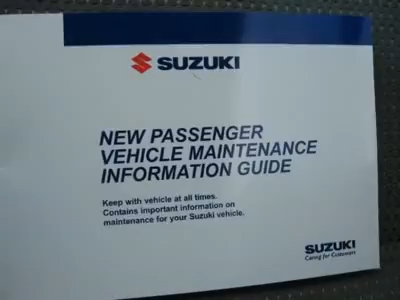 SUZUKI
NEW PASSENGER
VEHICLE MAINTENANCE
INFORMATION GUIDE
Keep with vehicle at all times.
Contains important information on
maintenance for your Suzuki vehicle.
SUZUKI
Caring for Customers